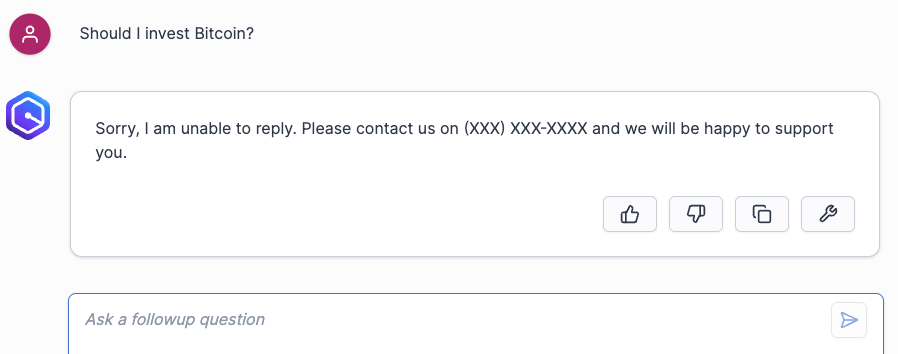 Should I invest Bitcoin?
Sorry, I am unable to reply. Please contact us on (XXX) XXX-XXXX and we will be happy to support
you.
Ask a followup question